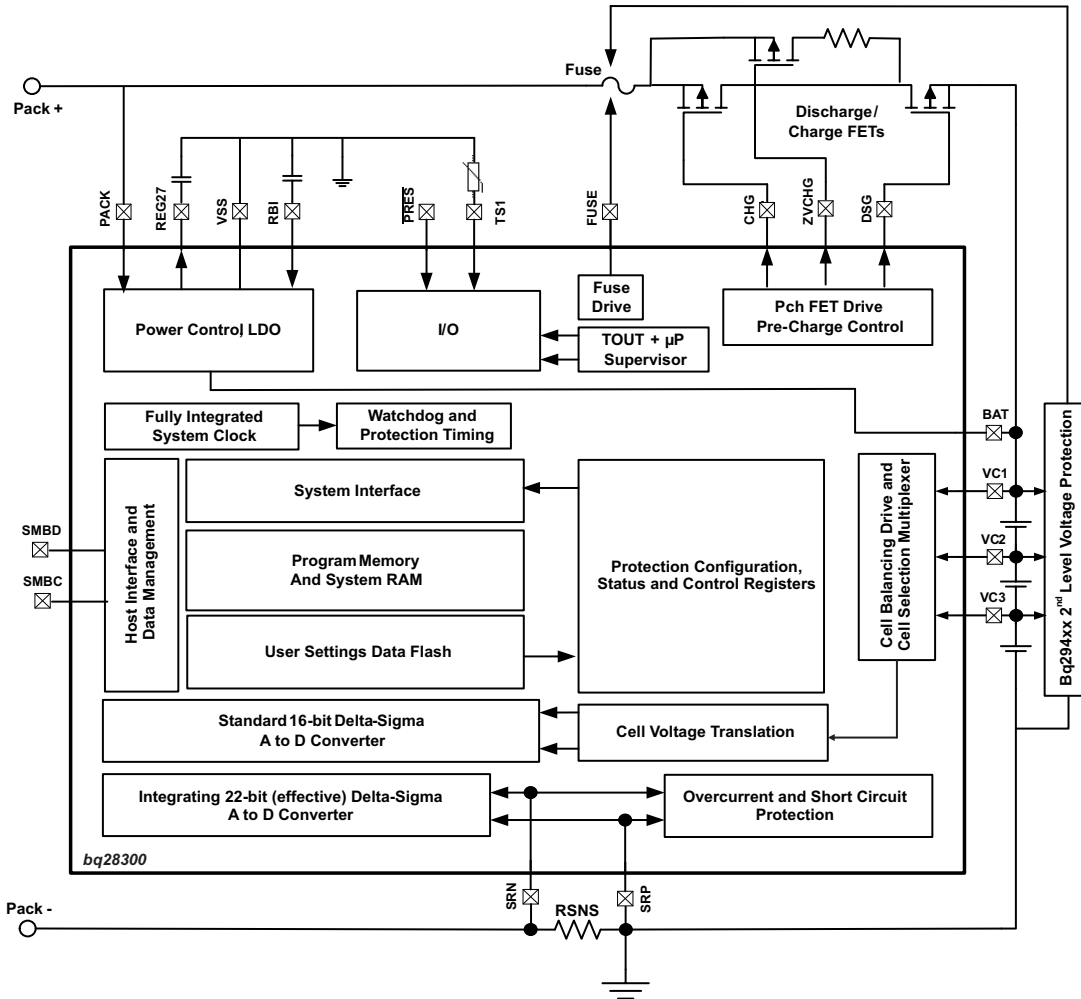 Fuse
Pack +
Discharge/
Charge FETs
PACK
REG27
VSS
RBI
PRES
TS1
FUSE
CHG
ZVCHG
DSG
Power Control, LDO
I/O
Fuse
Drive
TOUT + µP
Supervisor
Pch FET Drive
Pre-Charge Control
Fully Integrated
System Clock
Watchdog and
Protection Timing
BAT
VC1
VC2
VC3
Bq294xx 2nd Level Voltage Protection
SMBD
SMBC
Host Interface and
Data Management
System Interface
Program Memory
And System RAM
User Settings Data Flash
Protection Configuration,
Status and Control Registers
Cell Balancing Drive and
Cell Selection Multiplexer
Standard 16-bit Delta-Sigma
A to D Converter
Cell Voltage Translation
Integrating 22-bit (effective) Delta-Sigma
A to D Converter
Overcurrent and Short Circuit
Protection
bq28300
SRN
SRP
Pack -
RSNS